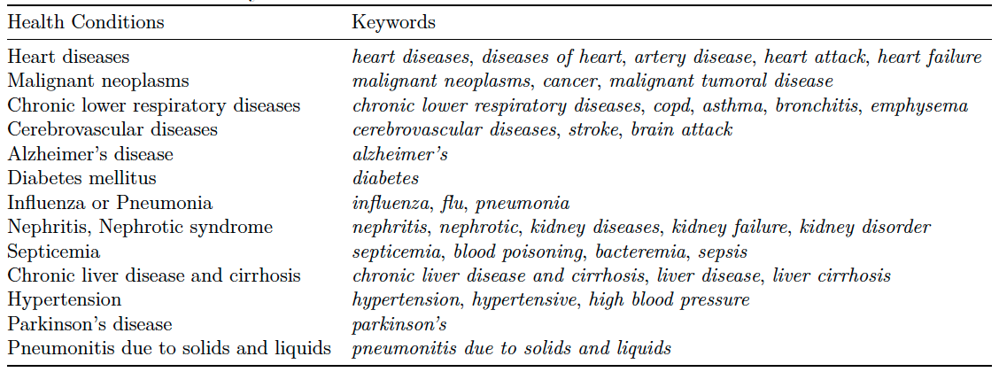 Health Conditions Keywords
Heart diseases heart diseases, diseases of heart, artery disease, heart attack, heart failure
Malignant neoplasms malignant neoplasms, cancer, malignant tumoral disease
Chronic lower respiratory diseases chronic lower respiratory diseases, copd, asthma, bronchitis, emphysema
Cerebrovascular diseases cerebrovascular diseases, stroke, brain attack
Alzheimer's disease alzheimer's
Diabetes mellitus diabetes
Influenza or Pneumonia influenza, flu, pneumonia
Nephritis, Nephrotic syndrome nephritis, nephrotic, kidney diseases, kidney failure, kidney disorder
Septicemia septicemia, blood poisoning, bacteremia, sepsis
Chronic liver disease and cirrhosis chronic liver disease and cirrhosis, liver disease, liver cirrhosis
Hypertension hypertension, hypertensive, high blood pressure
Parkinson's disease parkinson's
Pneumonitis due to solids and liquids pneumonitis due to solids and liquids